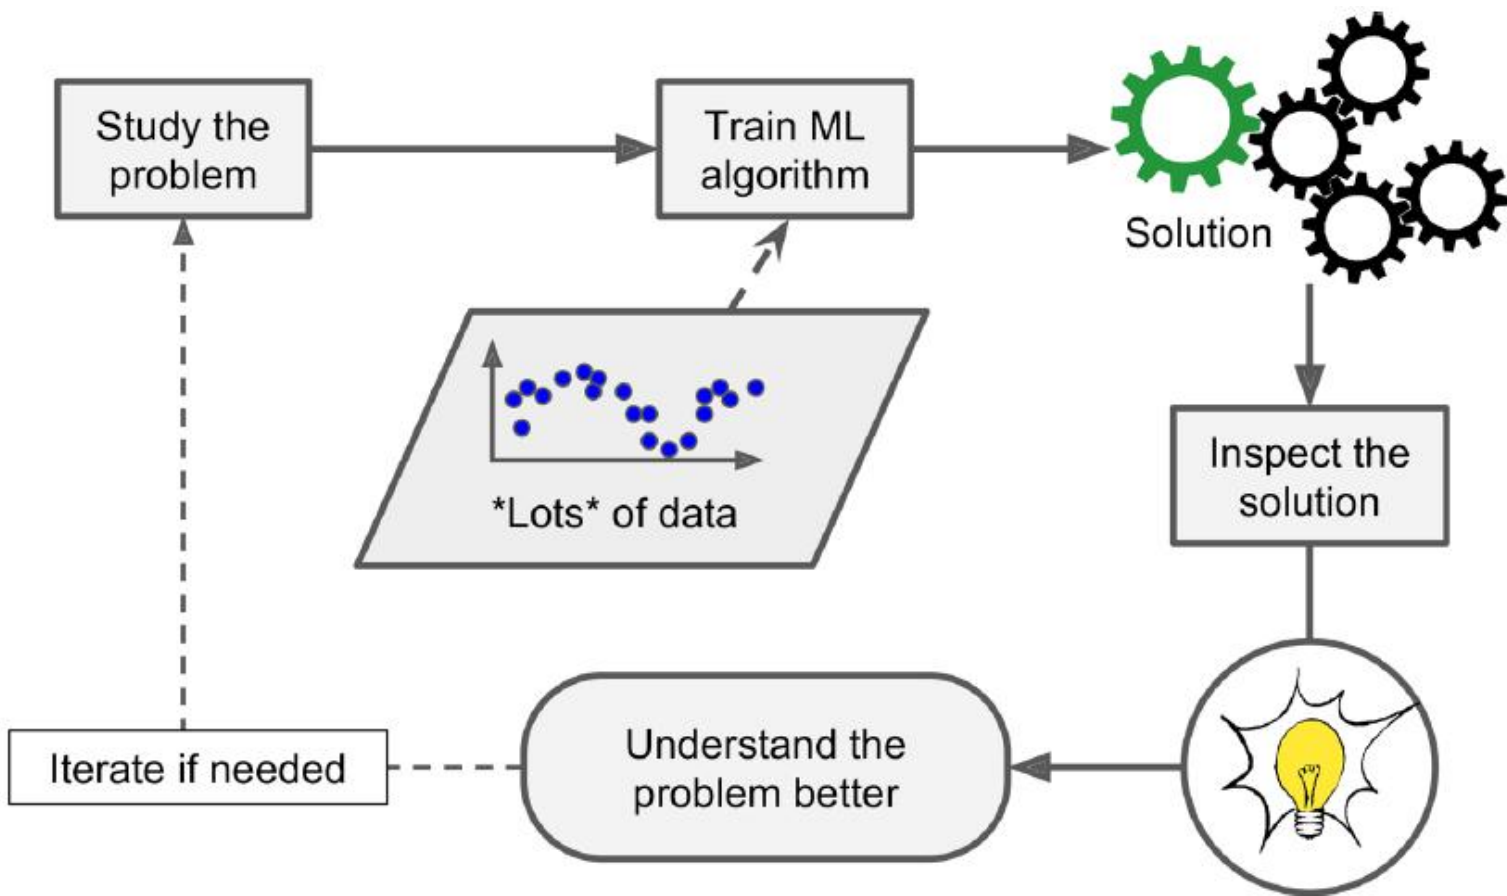 Study the
problem
Train ML
algorithm
Solution
*Lots* of data
Inspect the
solution
Understand the
problem better
Iterate if needed